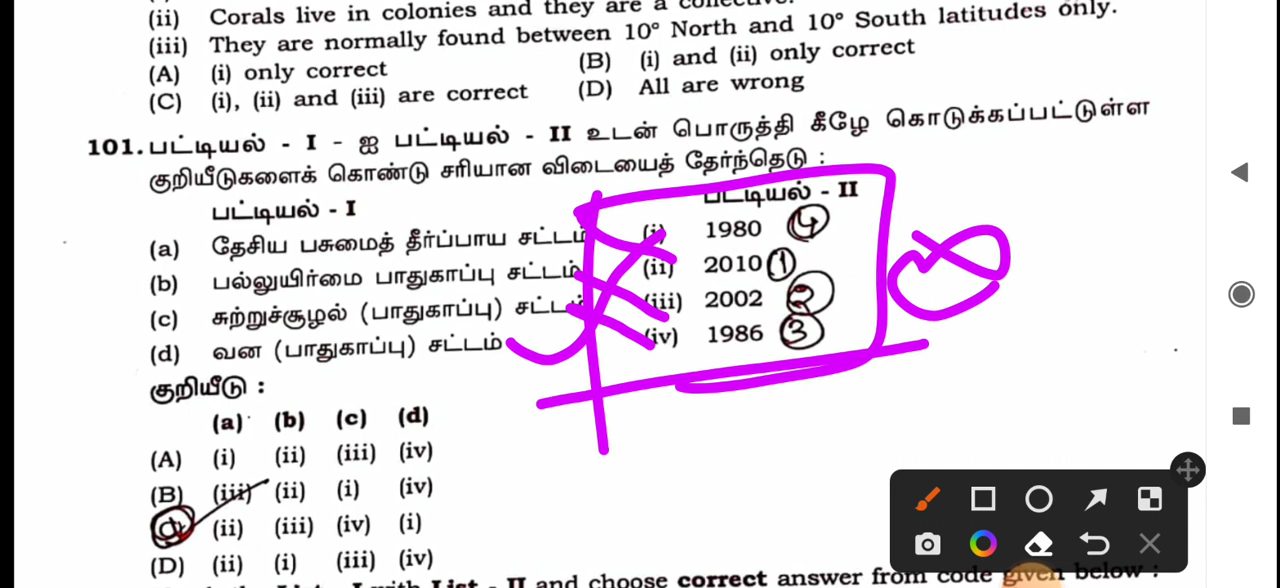 (ii) Corals live in colonies and they are a
(iii) They are normally found between 10° North and 10° South latitudes only.
(A) (i) only correct (B) (i) and (ii) only correct
(C) (i), (ii) and (iii) are correct (D) All are wrong
101. பட்டியல் - I - ஐ பட்டியல் - II உடன் பொருத்தி கீழே கொடுக்கப்பட்டுள்ள
குறியீடுகளைக் கொண்டு சரியான விடையைத் தேர்ந்தெடு :
பட்டியல் - I பட்டியல் - II
(a) தேசிய பசுமைத் தீர்ப்பாய சட்டம் (i) 1980 4
(b) பல்லுயிர்மை பாதுகாப்பு சட்டம் (ii) 2010 1
(c) சுற்றுச்சூழல் (பாதுகாப்பு) சட்டம் (iii) 2002 2
(d) வன (பாதுகாப்பு) சட்டம் (iv) 1986 3
குறியீடு :
(a) (b) (c) (d)
(A) (i) (ii) (iii) (iv)
(B) (iii) (ii) (i) (iv)
(ii) (iii) (iv) (i)
(D) (ii) (i) (iii) (iv)
List - I with List - II and choose correct answer from code given below :